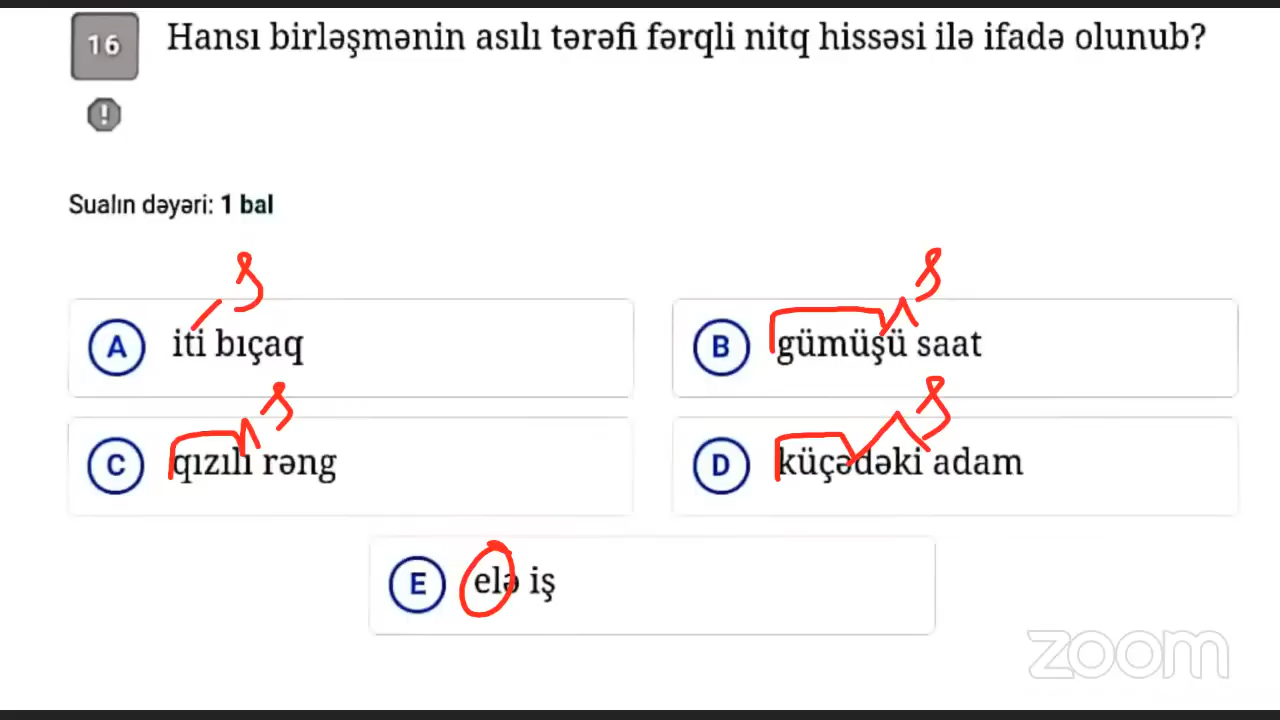 16 Hansı birləşmənin asılı tərəfi fərqli nitq hissəsi ilə ifadə olunub?
!
Sualın dəyəri: 1 bal
S
S
A iti bıçaq
B gümüşü saat
S
S
C qızılı rəng
D küçədəki adam
E elə iş
zoom